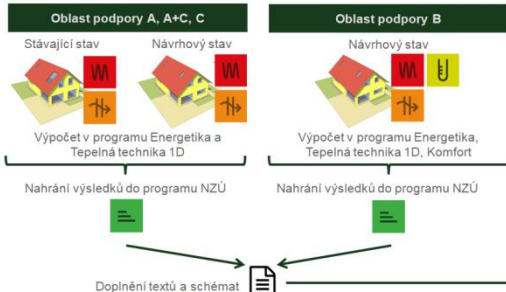 Oblast podpory A, A+C, C
Stávající stav
Návrhový stav
Výpočet v programu Energetika a
Tepelná technika 1D
Nahrání výsledků do programu NZÚ
Oblast podpory B
Návrhový stav
Výpočet v programu Energetika,
Tepelná technika 1D, Komfort
Nahrání výsledků do programu NZÚ
Doplnění textů a schémat